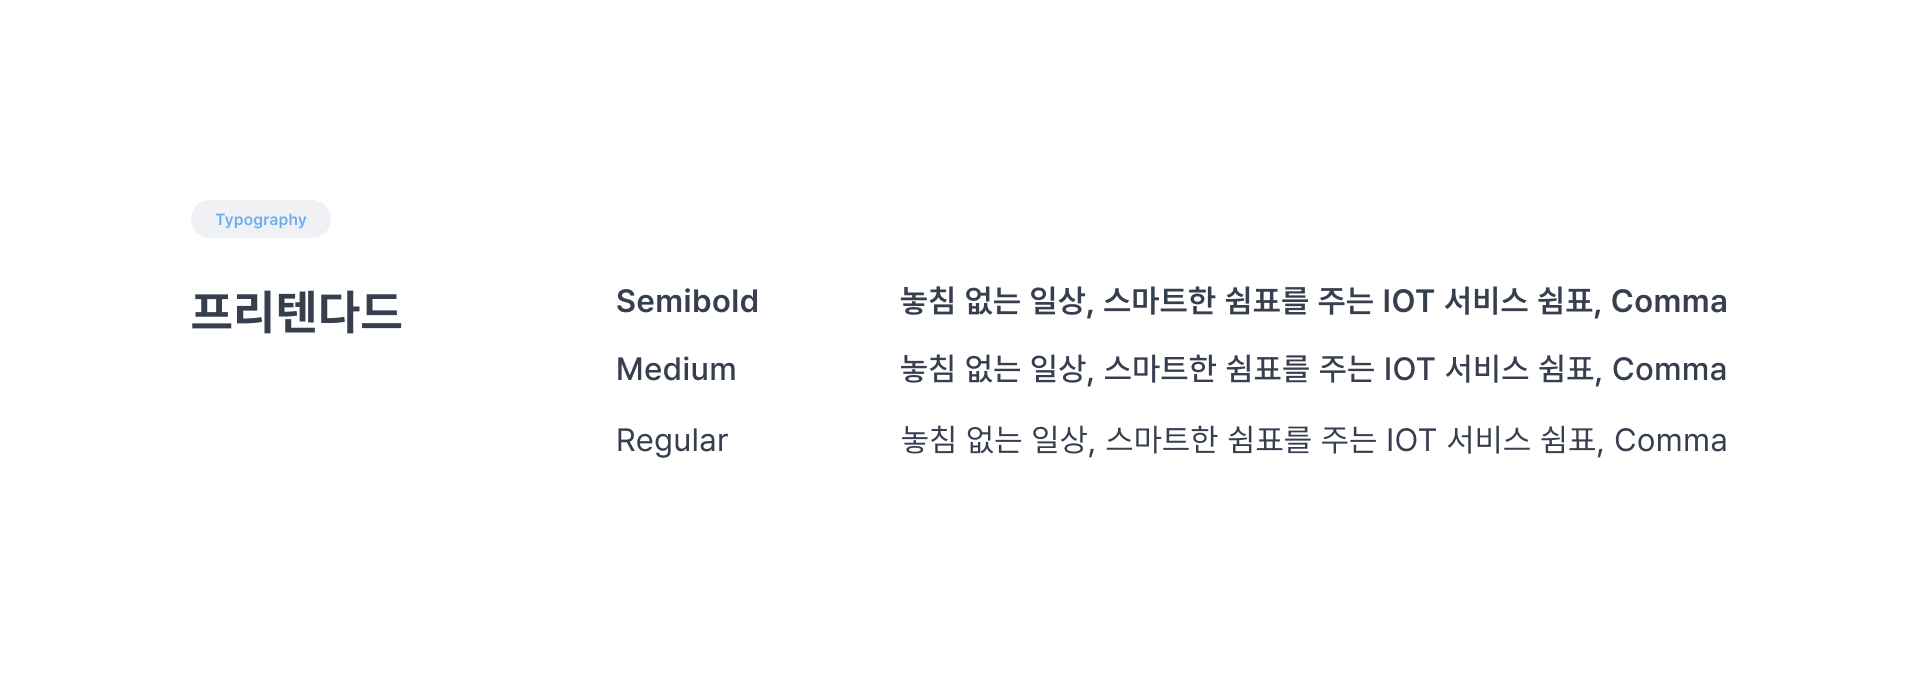 Typography
프리텐다드
Semibold 놓침 없는 일상, 스마트한 쉼표를 주는 IOT 서비스 쉼표, Comma
Medium 놓침 없는 일상, 스마트한 쉼표를 주는 IOT 서비스 쉼표, Comma
Regular 놓침 없는 일상, 스마트한 쉼표를 주는 IOT 서비스 쉼표, Comma